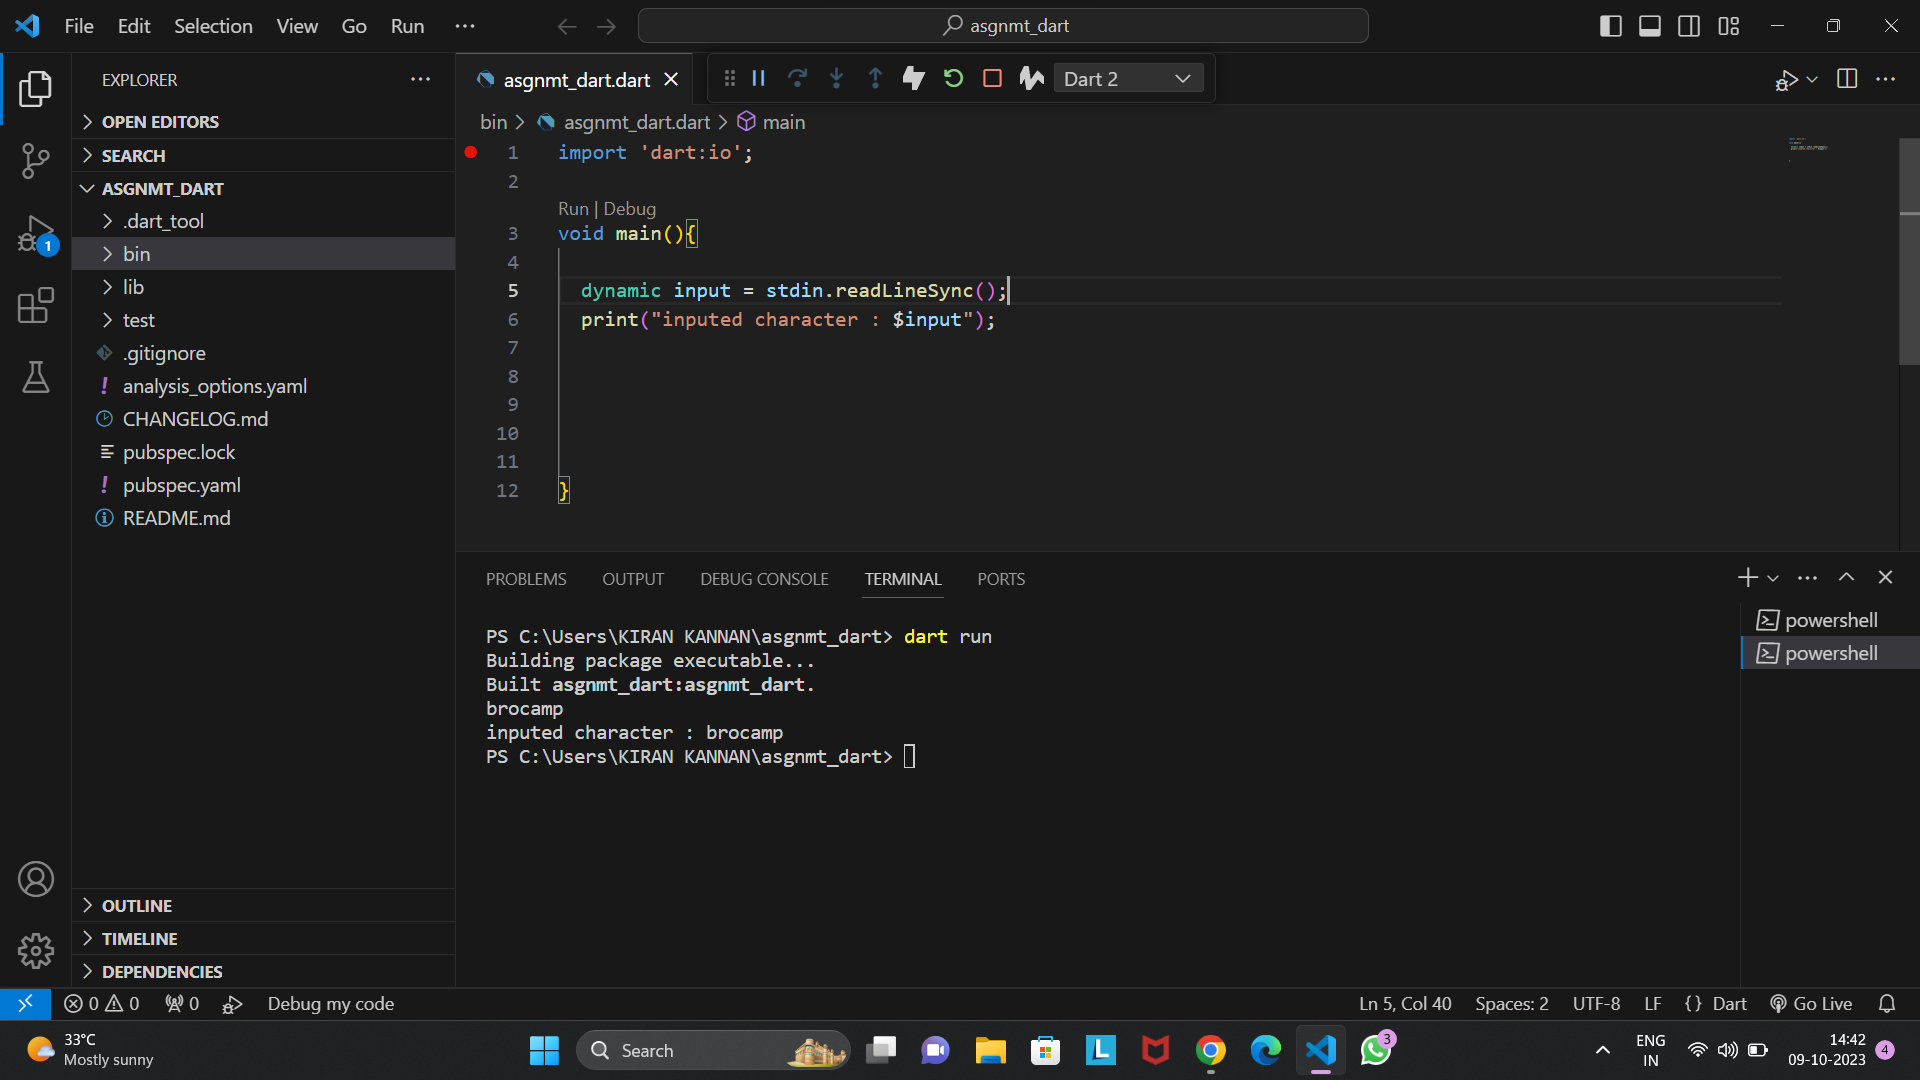 File Edit Selection View Go Run ···
asgnmt_dart
EXPLORER
OPEN EDITORS
SEARCH
ASGNMT_DART
.dart_tool
bin
lib
test
.gitignore
analysis_options.yaml
CHANGELOG.md
pubspec.lock
pubspec.yaml
README.md
OUTLINE
TIMELINE
DEPENDENCIES
1
asgnmt_dart.dart
Dart 2
bin > asgnmt_dart.dart > main
1 import 'dart:io';
2
Run | Debug
3 void main(){
4
5 dynamic input = stdin.readLineSync();
6 print("inputed character : $input");
7
8
9
10
11
12 }
PROBLEMS OUTPUT DEBUG CONSOLE TERMINAL PORTS
powershell
powershell
PS C:\Users\KIRAN KANNAN\asgnmt_dart> dart run
Building package executable...
Built asgnmt_dart:asgnmt_dart.
brocamp
inputed character : brocamp
PS C:\Users\KIRAN KANNAN\asgnmt_dart>
0 0 0 Debug my code Ln 5, Col 40 Spaces: 2 UTF-8 LF {} Dart Go Live
33°C
Mostly sunny
Search
L
3
ENG
IN
14:42
09-10-2023
4